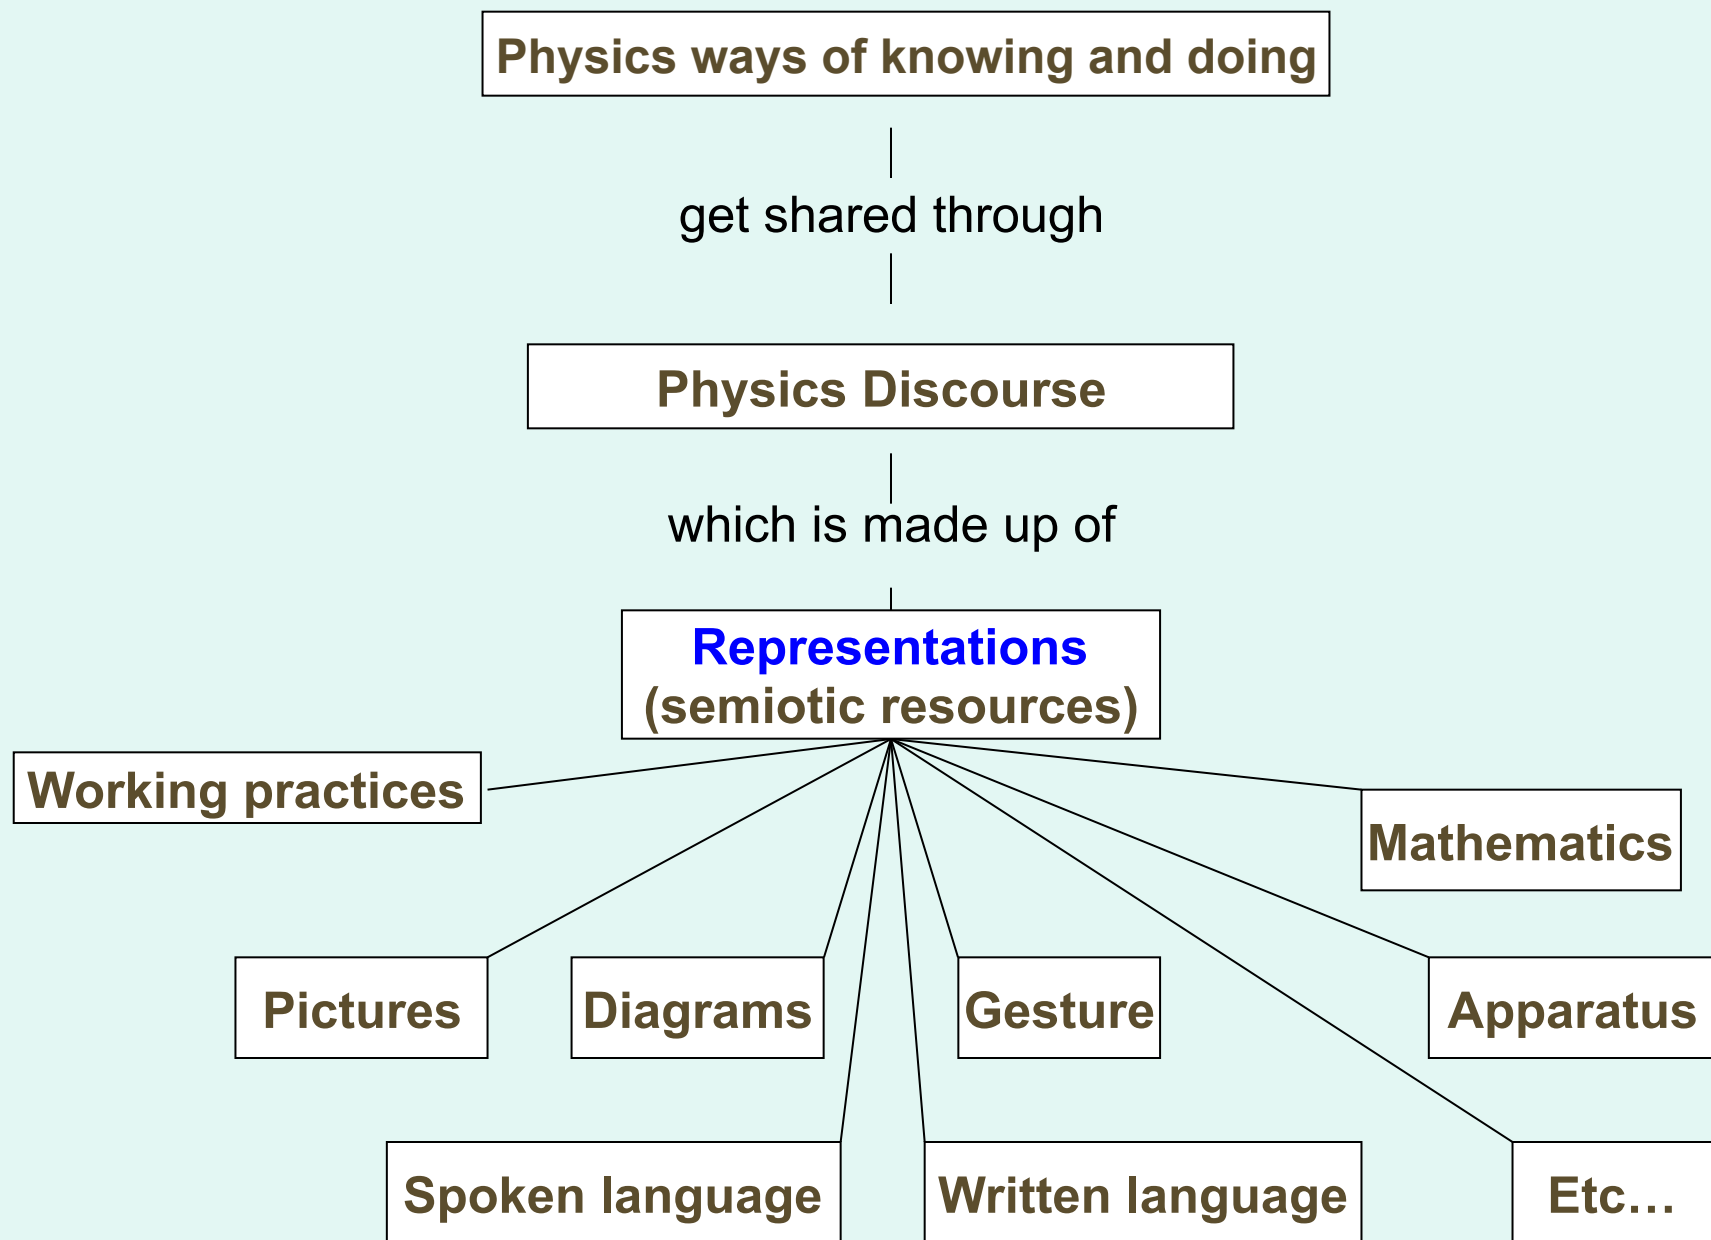 Physics ways of knowing and doing
get shared through
Physics Discourse
which is made up of
Representations
(semiotic resources)
Working practices
Mathematics
Pictures
Diagrams
Gesture
Apparatus
Spoken language
Written language
Etc…